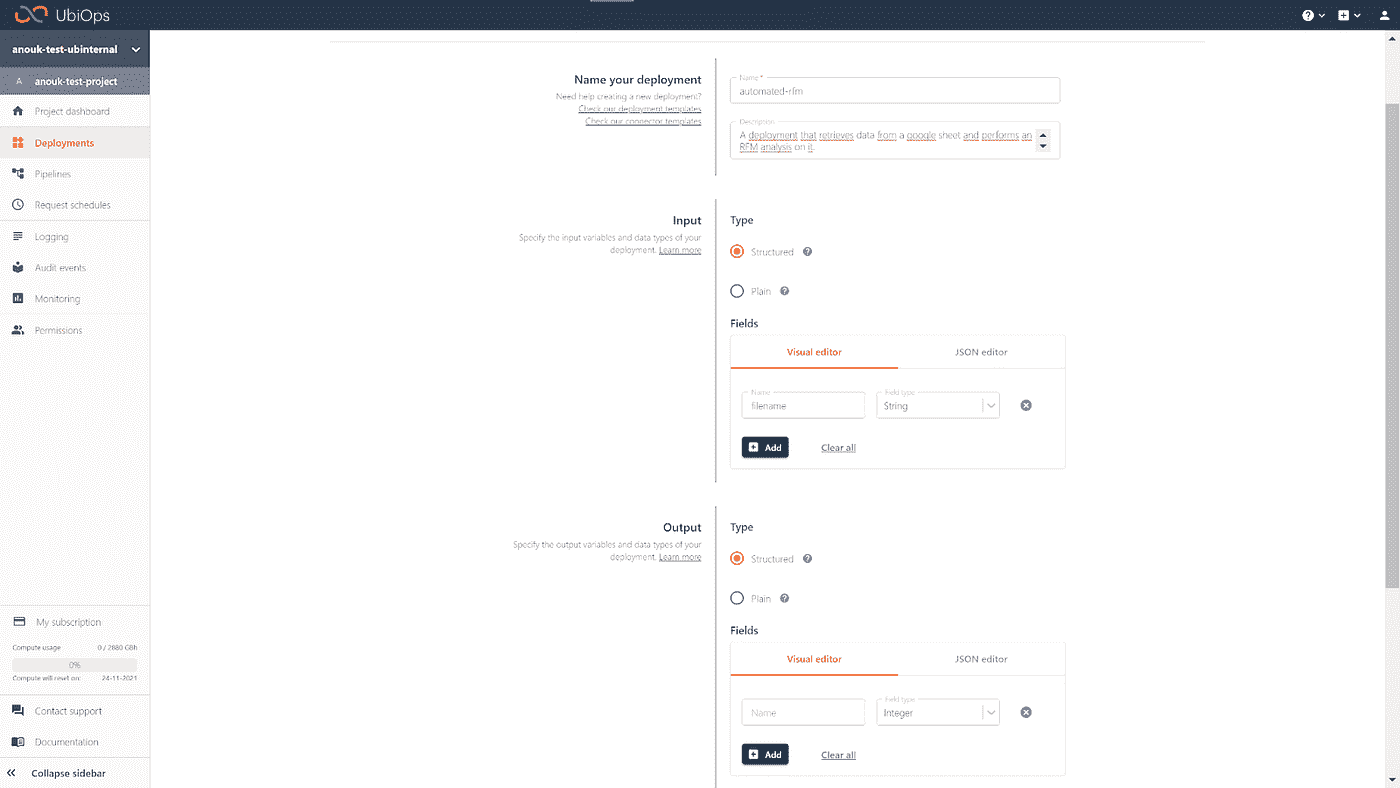 UbiOps
anouk-test-ubinternal
A anouk-test-project
Project dashboard
Deployments
Pipelines
Request schedules
Logging
Audit events
Monitoring
Permissions
My subscription
Compute usage 0 / 2880 GBh
0%
Compute will reset on: 24-11-2021
Contact support
Documentation
Collapse sidebar
Name your deployment
Need help creating a new deployment?
Check our deployment templates
Check our connector templates
Name*
automated-rfm
Description
A deployment that retrieves data from a google sheet and performs an
RFM analysis on it.
Input
Specify the input variables and data types of your
deployment. Learn more
Type
Structured
Plain
Fields
Visual editor JSON editor
Name Field type
filename String
Add Clear all
Output
Specify the output variables and data types of your
deployment. Learn more
Type
Structured
Plain
Fields
Visual editor JSON editor
Field type
Name Integer
Add Clear all